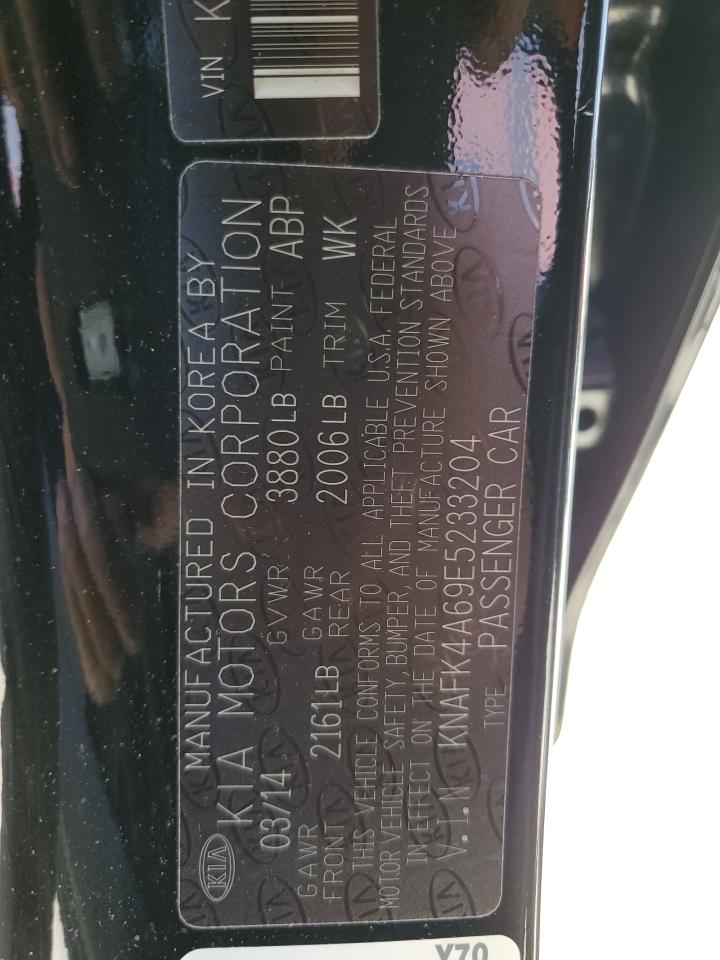 VIN K
MANUFACTURED IN KOREA BY
KIA KIA MOTORS CORPORATION
03/14 GVWR 3880LB PAINT ABP
GAWR FRONT 2161LB GAWR REAR 2006LB TRIM WK
THIS VEHICLE CONFORMS TO ALL APPLICABLE U.S.A. FEDERAL
MOTOR VEHICLE SAFETY, BUMPER, AND THEFT PREVENTION STANDARDS
IN EFFECT ON THE DATE OF MANUFACTURE SHOWN ABOVE
V.I.N KNAFK4A69E5233204
TYPE PASSENGER CAR